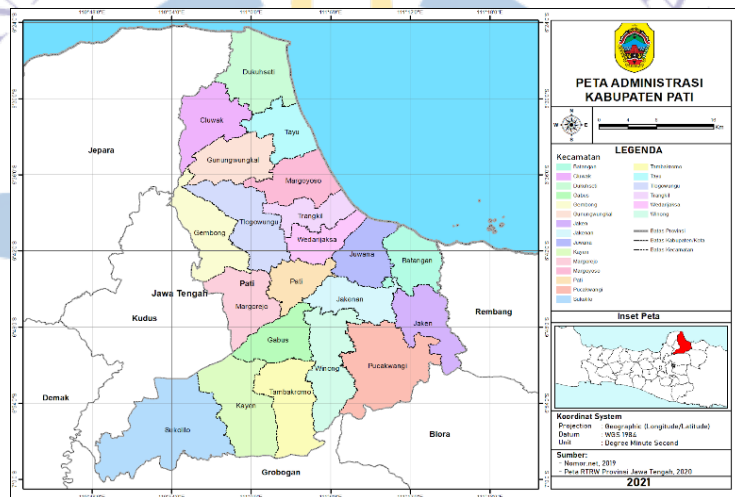 Dukuhseti
Cluwak
Tayu
Jepara
Gunungwungkal
Margoyoso
Trangkil
Tlogowungu
Gembong
Wedarijaksa
Juwana
Batangan
Pati
Pati
Jawa Tengah
Margorejo
Jakenan
Kudus
Rembang
Jaken
Gabus
Winong
Pucakwangi
Demak
Tambakromo
Kayen
Sukolilo
Blora
Grobogan
PETA ADMINISTRASI
KABUPATEN PATI
N
W E
S
Km
LEGENDA
Kecamatan
Batangan
Cluwak
Dukuhseti
Gabus
Gembong
Gunungwungkal
Jaken
Jakenan
Juwana
Kayen
Margorejo
Margoyoso
Pati
Pucakwangi
Sukolilo
Tambakromo
Tayu
Tlogowungu
Trangkil
Wedarijaksa
Winong
Batas Provinsi
Batas Kabupaten/Kota
Batas Kecamatan
Inset Peta
Koordinat System
Projection : Geographic (Longitude/Latitude)
Datum : WGS 1984
Unit : Degree Minute Second
Sumber:
- Nomor.net, 2019
- Peta RTRW Provinsi Jawa Tengah, 2020
2021